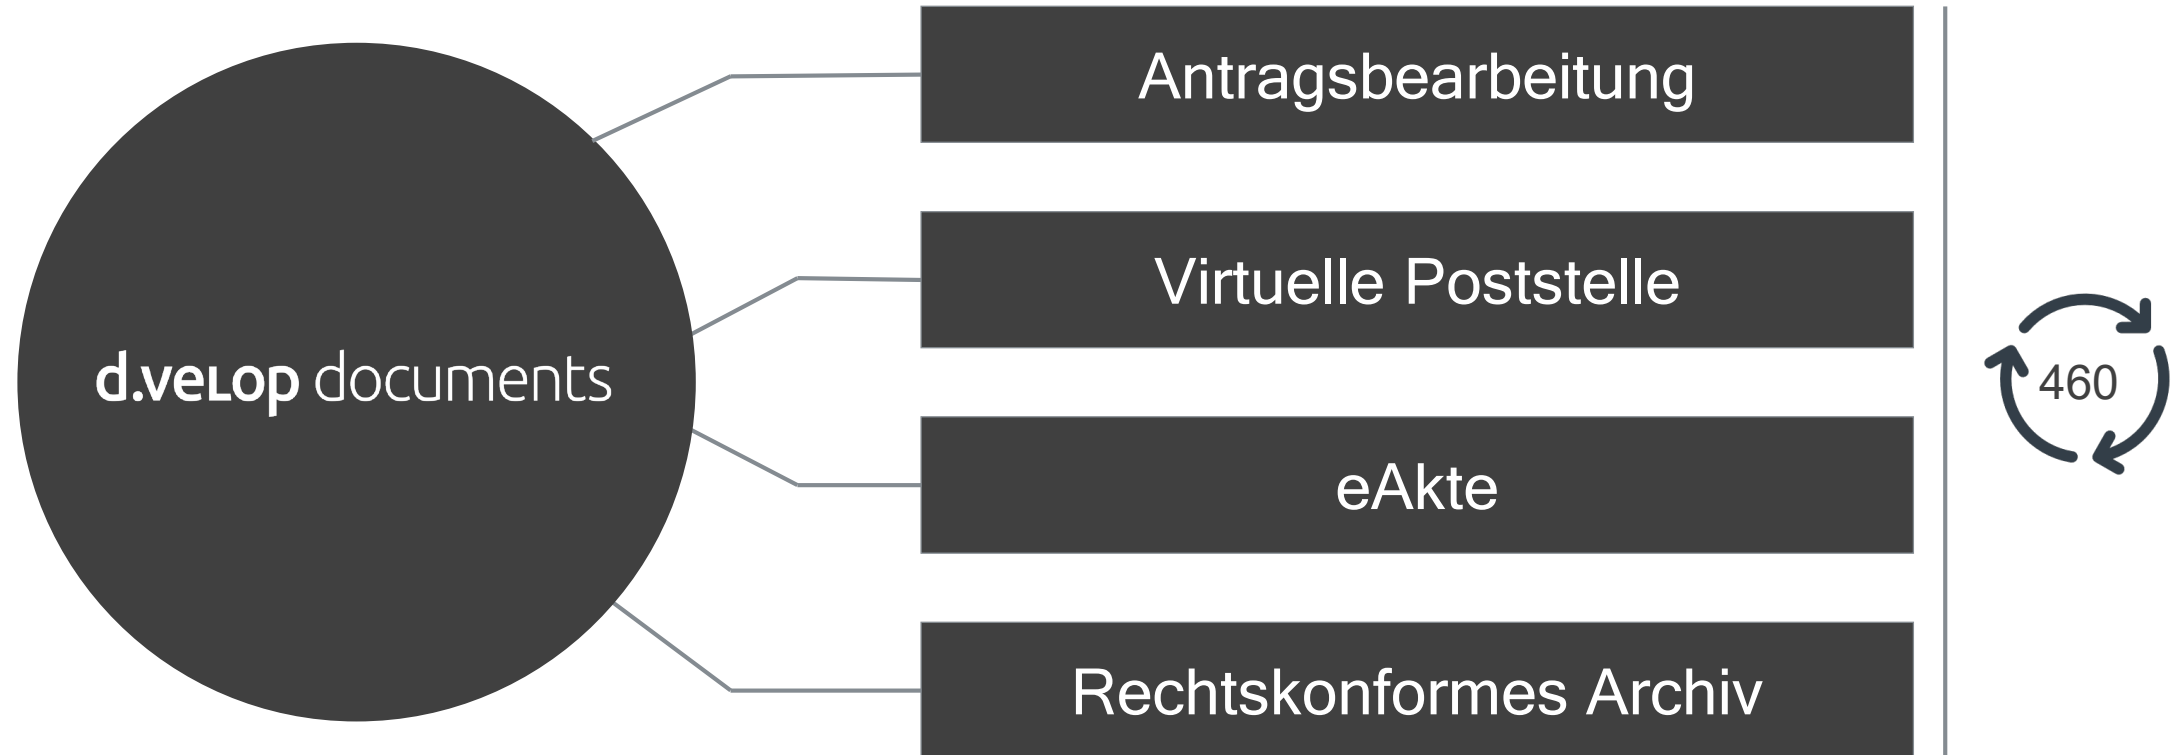 d.velop documents
Antragsbearbeitung
Virtuelle Poststelle
eAkte
Rechtskonformes Archiv
460